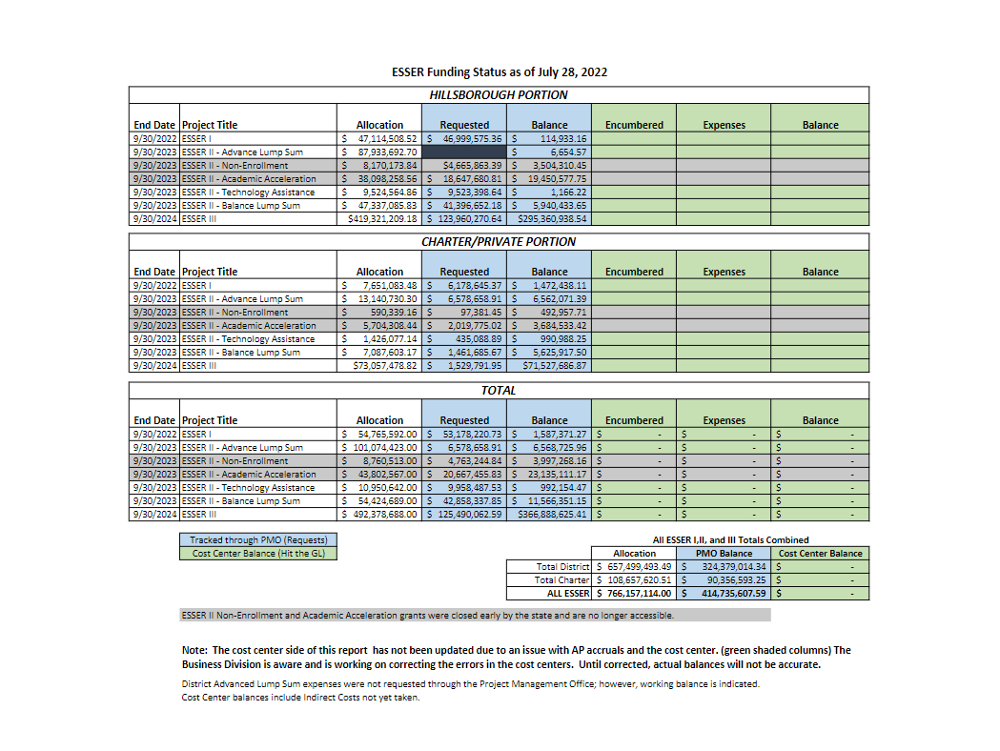 ESSER Funding Status as of July 28, 2022
HILLSBOROUGH PORTION
End Date Project Title Allocation Requested Balance Encumbered Expenses Balance
9/30/2022 ESSER I $ 47,114,508.52 $ 46,999,575.36 $ 114,933.16
9/30/2023 ESSER II - Advance Lump Sum $ 87,933,692.70 $ 6,654.57
9/30/2023 ESSER II - Non-Enrollment $ 8,170,173.84 $4,665,863.39 $ 3,504,310.45
9/30/2023 ESSER II - Academic Acceleration $ 38,098,258.56 $ 18,647,680.81 $ 19,450,577.75
9/30/2023 ESSER II - Technology Assistance $ 9,524,564.86 $ 9,523,398.64 $ 1,166.22
9/30/2023 ESSER II - Balance Lump Sum $ 47,337,085.83 $ 41,396,652.18 $ 5,940,433.65
9/30/2024 ESSER III $419,321,209.18 $ 123,960,270.64 $295,360,938.54
CHARTER/PRIVATE PORTION
End Date Project Title Allocation Requested Balance Encumbered Expenses Balance
9/30/2022 ESSER I $ 7,651,083.48 $ 6,178,645.37 $ 1,472,438.11
9/30/2023 ESSER II - Advance Lump Sum $ 13,140,730.30 $ 6,578,658.91 $ 6,562,071.39
9/30/2023 ESSER II - Non-Enrollment $ 590,339.16 $ 97,381.45 $ 492,957.71
9/30/2023 ESSER II - Academic Acceleration $ 5,704,308.44 $ 2,019,775.02 $ 3,684,533.42
9/30/2023 ESSER II - Technology Assistance $ 1,426,077.14 $ 435,088.89 $ 990,988.25
9/30/2023 ESSER II - Balance Lump Sum $ 7,087,603.17 $ 1,461,685.67 $ 5,625,917.50
9/30/2024 ESSER III $73,057,478.82 $ 1,529,791.95 $71,527,686.87
TOTAL
End Date Project Title Allocation Requested Balance Encumbered Expenses Balance
9/30/2022 ESSER I $ 54,765,592.00 $ 53,178,220.73 $ 1,587,371.27 $ - $ - $ -
9/30/2023 ESSER II - Advance Lump Sum $ 101,074,423.00 $ 6,578,658.91 $ 6,568,725.96 $ - $ - $ -
9/30/2023 ESSER II - Non-Enrollment $ 8,760,513.00 $ 4,763,244.84 $ 3,997,268.16 $ - $ - $ -
9/30/2023 ESSER II - Academic Acceleration $ 43,802,567.00 $ 20,667,455.83 $ 23,135,111.17 $ - $ - $ -
9/30/2023 ESSER II - Technology Assistance $ 10,950,642.00 $ 9,958,487.53 $ 992,154.47 $ - $ - $ -
9/30/2023 ESSER II - Balance Lump Sum $ 54,424,689.00 $ 42,858,337.85 $ 11,566,351.15 $ - $ - $ -
9/30/2024 ESSER III $ 492,378,688.00 $ 125,490,062.59 $366,888,625.41 $ - $ - $ -
Tracked through PMO (Requests) All ESSER I,II, and III Totals Combined
Cost Center Balance (Hit the GL) Allocation PMO Balance Cost Center Balance
Total District $ 657,499,493.49 $ 324,379,014.34 $ -
Total Charter $ 108,657,620.51 $ 90,356,593.25 $ -
ALL ESSER $ 766,157,114.00 $ 414,735,607.59 $ -
ESSER II Non-Enrollment and Academic Acceleration grants were closed early by the state and are no longer accessible.
Note: The cost center side of this report has not been updated due to an issue with AP accruals and the cost center. (green shaded columns) The
Business Division is aware and is working on correcting the errors in the cost centers. Until corrected, actual balances will not be accurate.
District Advanced Lump Sum expenses were not requested through the Project Management Office; however, working balance is indicated.
Cost Center balances include Indirect Costs not yet taken.